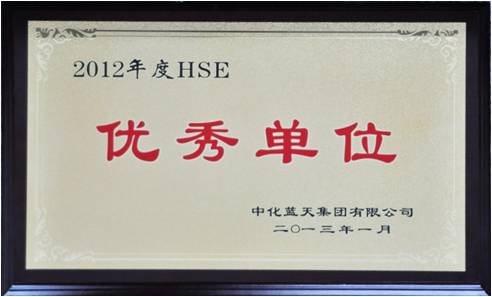 2012年度HSE
优秀单位
中化蓝天集团有限公司
二〇一三年一月